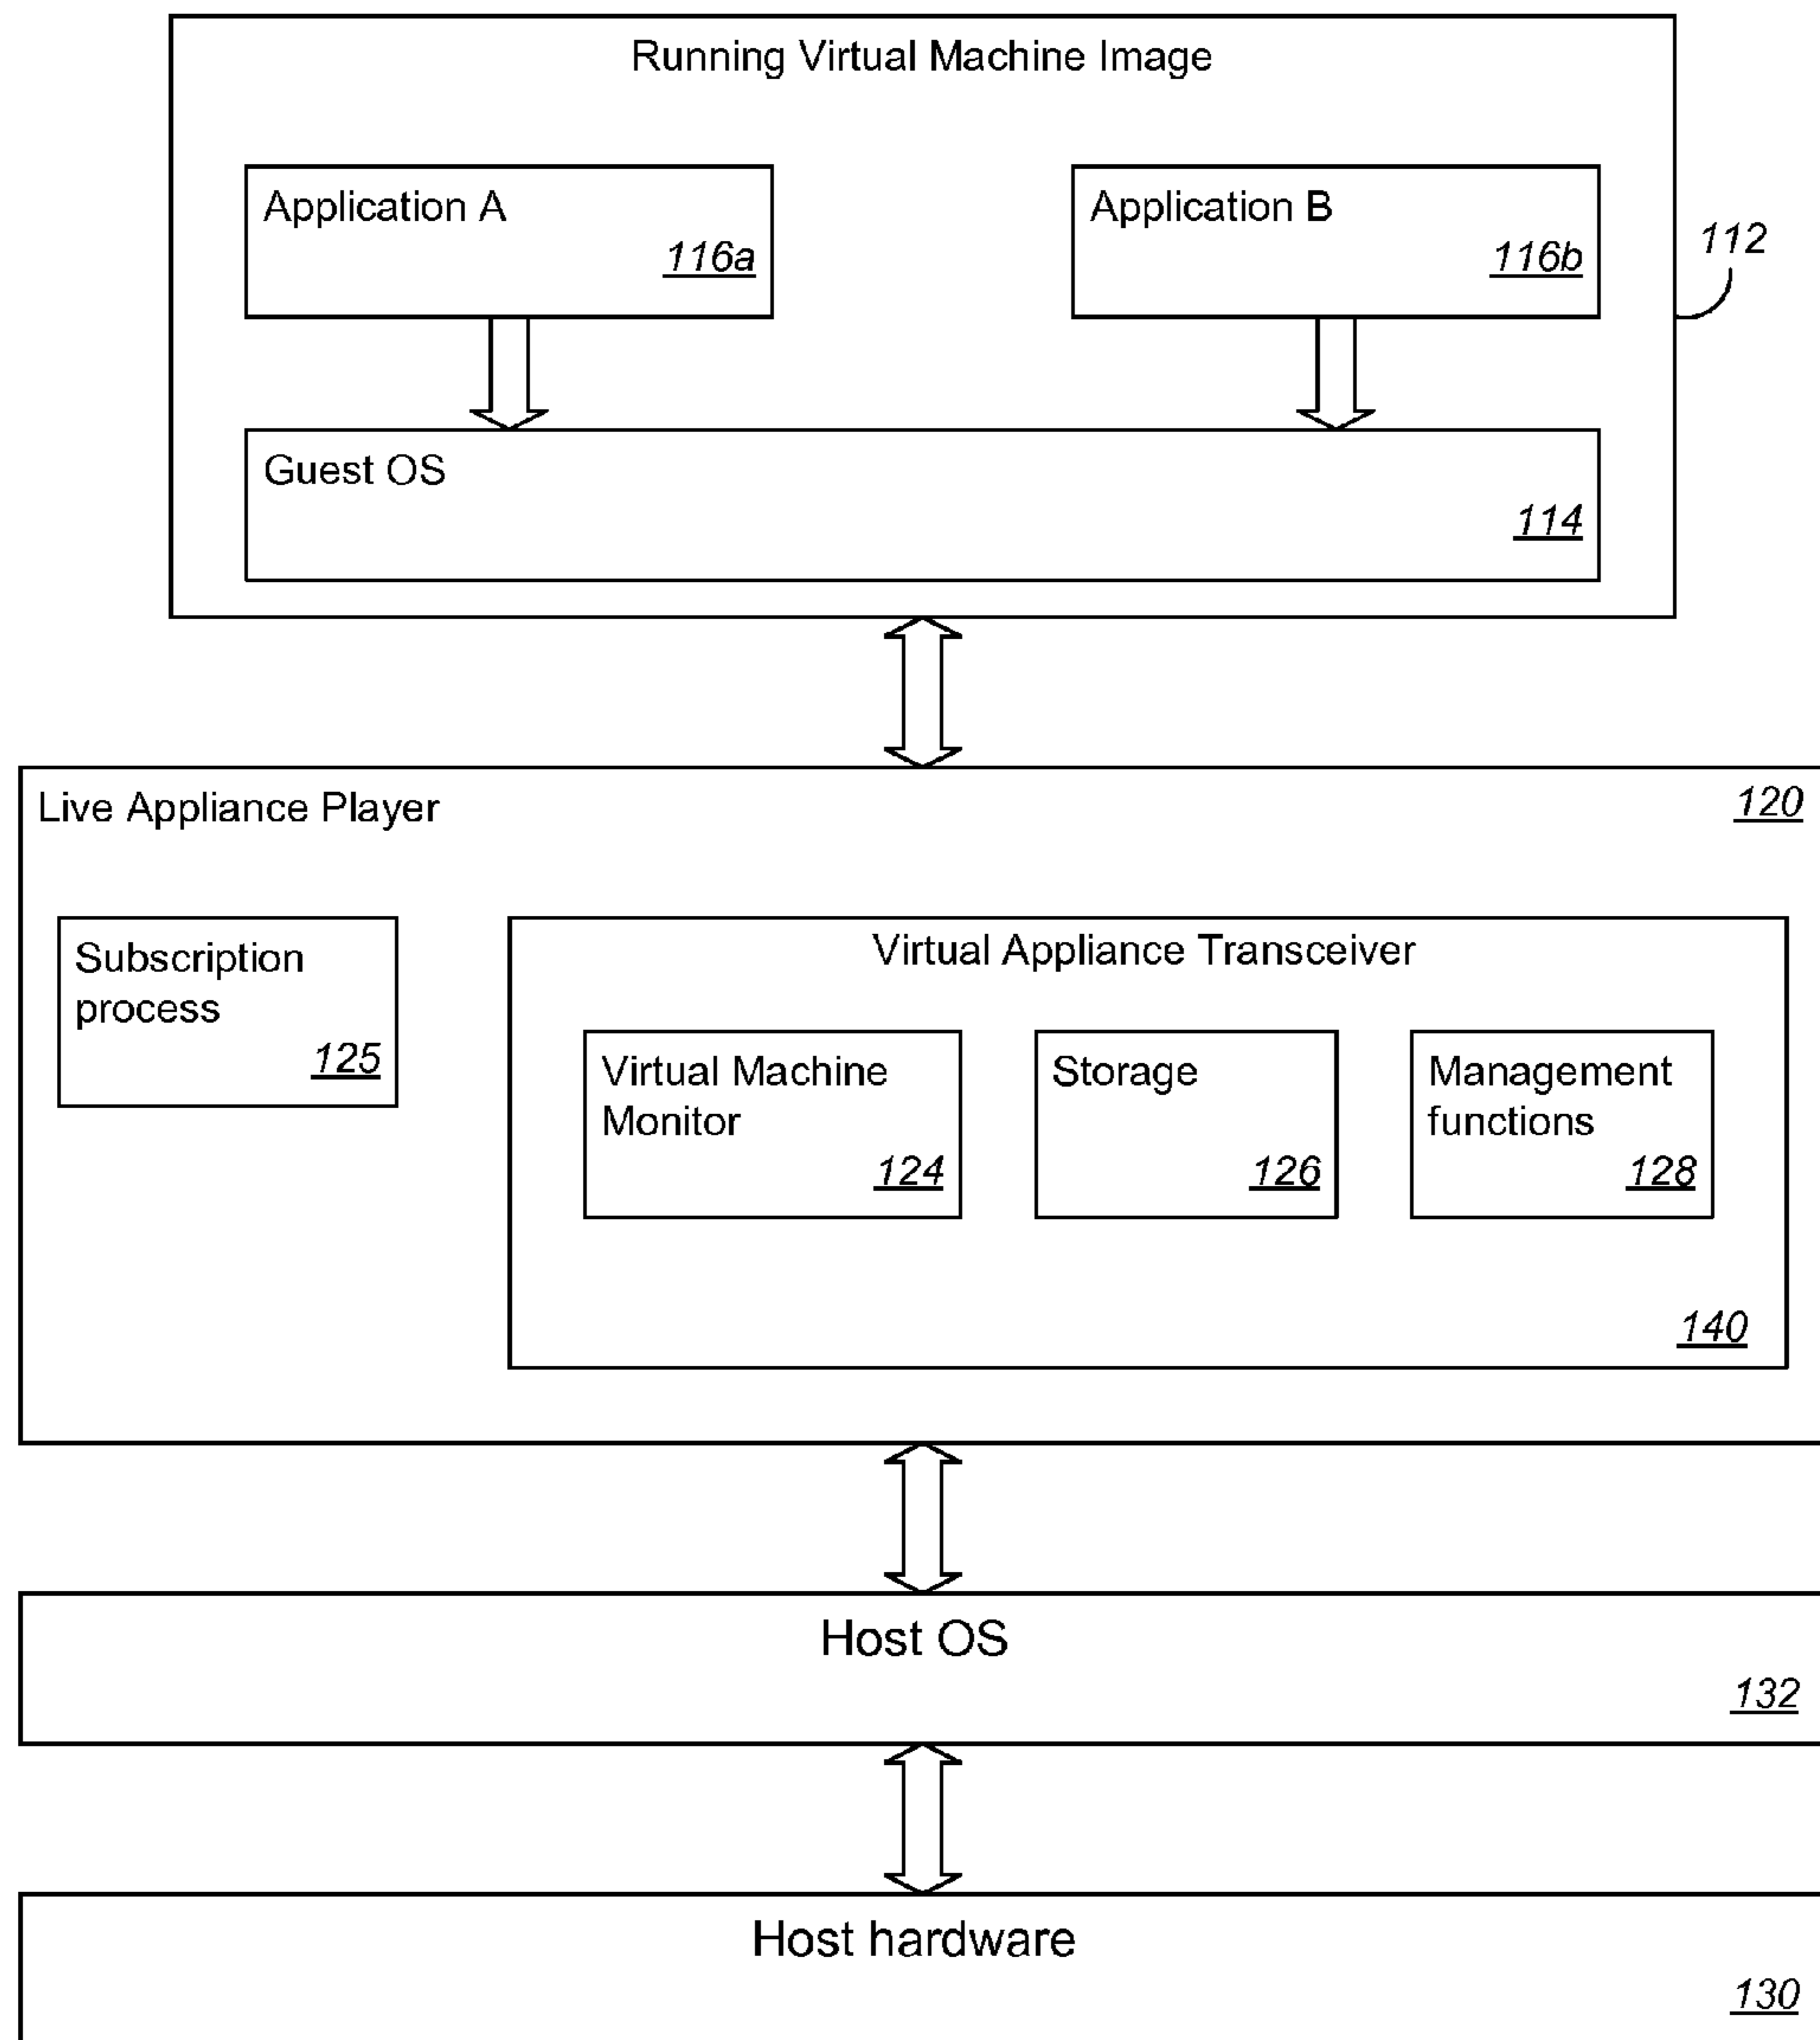 Running Virtual Machine Image
Application A
116a
Application B
116b
112
Guest OS
114
Live Appliance Player
120
Subscription
process
125
Virtual Appliance Transceiver
Virtual Machine
Monitor
124
Storage
126
Management
functions
128
140
Host OS
132
Host hardware
130